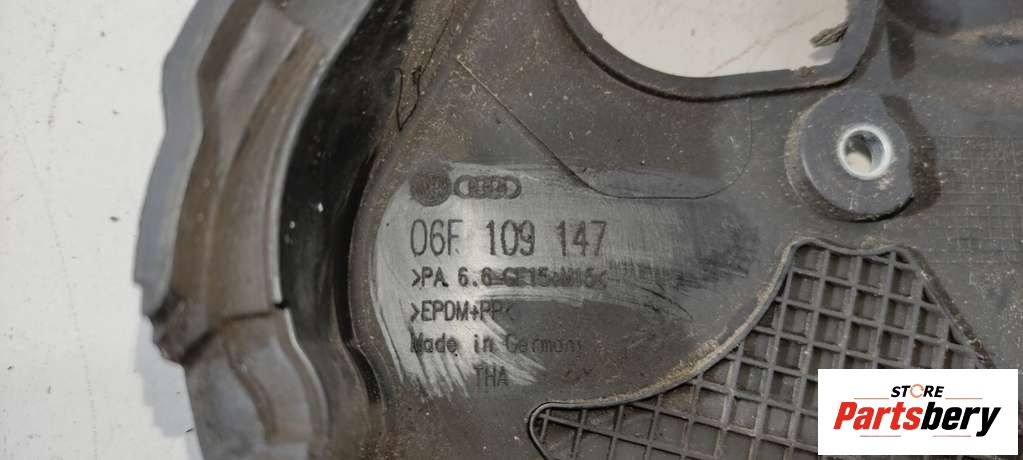 06F 109 147
>PA 6.6-GF15+M15<
>EPDM+PP<
Made in Germany
THA
STORE
Partsbery